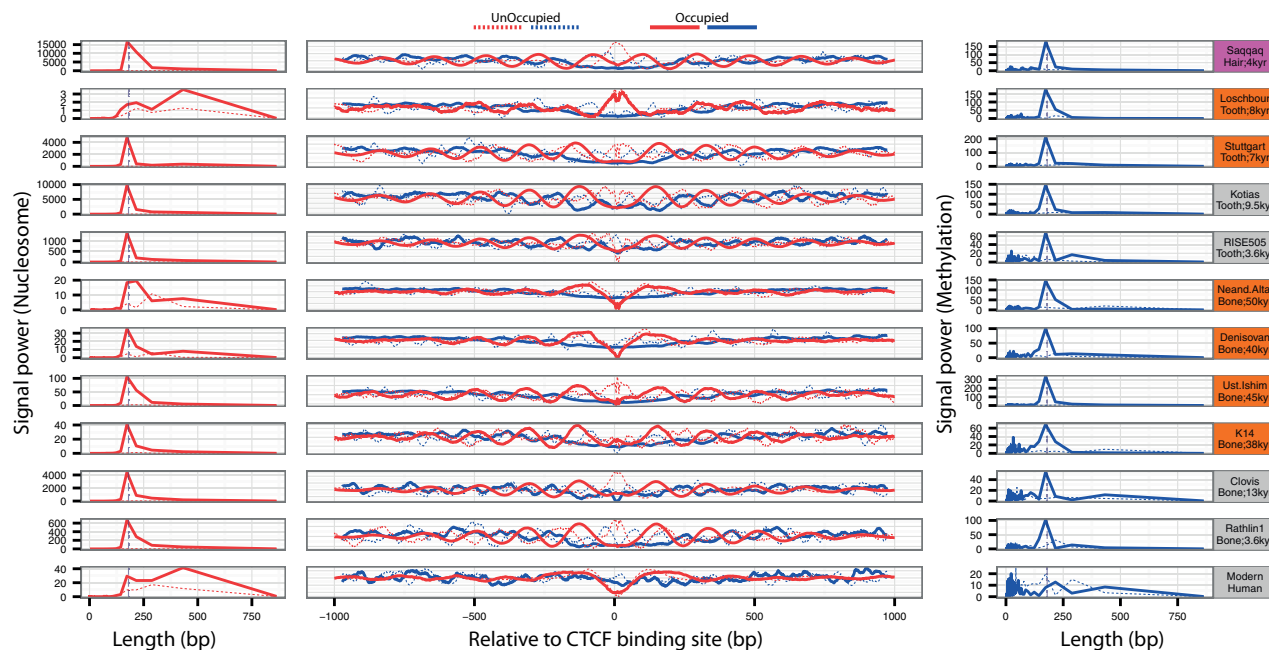 UnOccupied Occupied
Signal power (Nucleosome)
15000
10000
5000
0
3
2
1
0
4000
2000
0
10000
5000
0
1000
500
0
20
10
0
30
20
10
0
100
50
0
40
20
0
4000
2000
0
600
400
200
0
40
20
0
0 250 500 750
Length (bp)
−1000 −500 0 500 1000
Relative to CTCF binding site (bp)
Signal power (Methylation)
150
100
50
0
150
100
50
0
200
100
0
150
100
50
0
60
40
20
0
150
100
50
0
100
50
0
300
200
100
0
60
40
20
0
40
20
0
100
50
0
20
10
0
0 250 500 750
Length (bp)
Saqqaq
Hair;4kyr
Loschbour
Tooth;8kyr
Stuttgart
Tooth;7kyr
Kotias
Tooth;9.5ky
RISE505
Tooth;3.6ky
Neand.Alta
Bone;50ky
Denisovan
Bone;40ky
Ust.Ishim
Bone;45ky
K14
Bone;38ky
Clovis
Bone;13ky
Rathlin1
Bone;3.6ky
Modern
Human